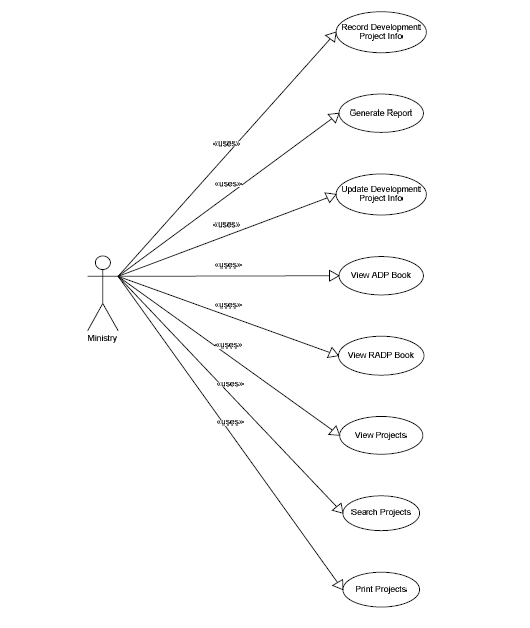 Record Development
Project Info
Generate Report
«uses»
«uses»
Update Development
Project Info
«uses»
«uses»
View ADP Book
«uses»
Ministry
«uses»
View RADP Book
«uses»
«uses»
View Projects
Search Projects
Print Projects